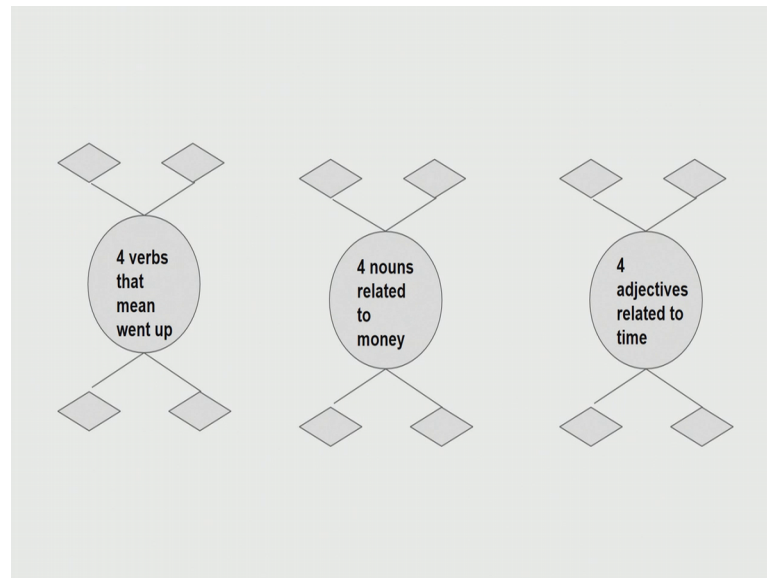 4 verbs
that
mean
went up
4 nouns
related
to
money
4
adjectives
related to
time